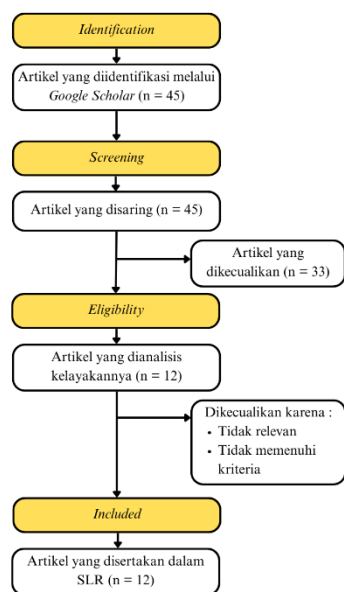 Identification
Artikel yang diidentifikasi melalui
Google Scholar (n = 45)
Screening
Artikel yang disaring (n = 45)
Artikel yang
dikecualikan (n = 33)
Eligibility
Artikel yang dianalisis
kelayakannya (n = 12)
Dikecualikan karena :
• Tidak relevan
• Tidak memenuhi
kriteria
Included
Artikel yang disertakan dalam
SLR (n = 12)